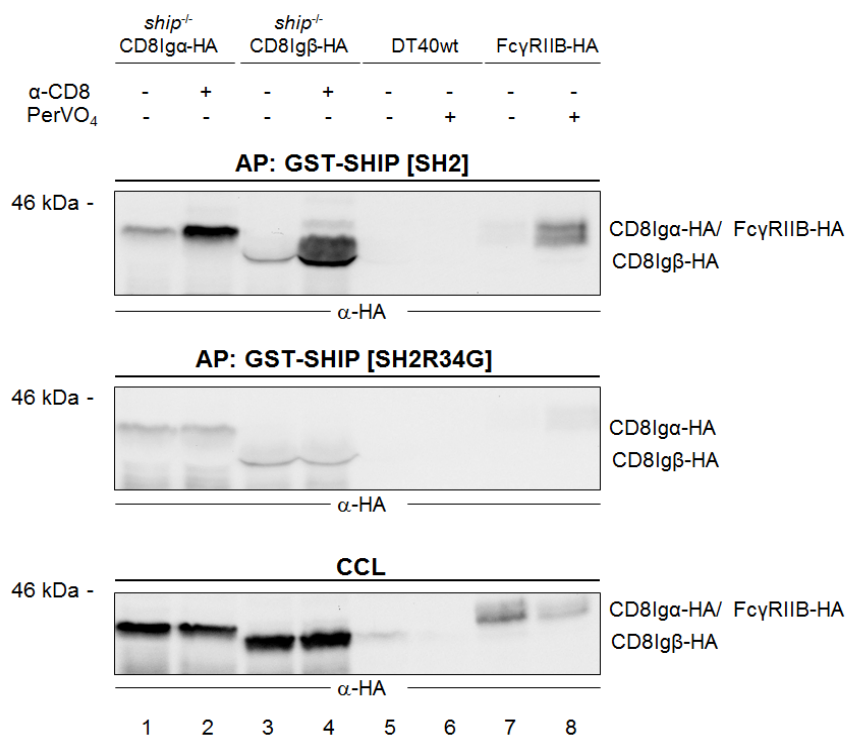 ship-/- ship-/-
CD8Igα-HA CD8Igβ-HA DT40wt FcγRIIB-HA
α-CD8 - + - + - - - -
PerVO₄ - - - - - + - +
AP: GST-SHIP [SH2]
46 kDa -
CD8Igα-HA/ FcγRIIB-HA
CD8Igβ-HA
α-HA
AP: GST-SHIP [SH2R34G]
46 kDa -
CD8Igα-HA
CD8Igβ-HA
α-HA
CCL
46 kDa -
CD8Igα-HA/ FcγRIIB-HA
CD8Igβ-HA
α-HA
1 2 3 4 5 6 7 8